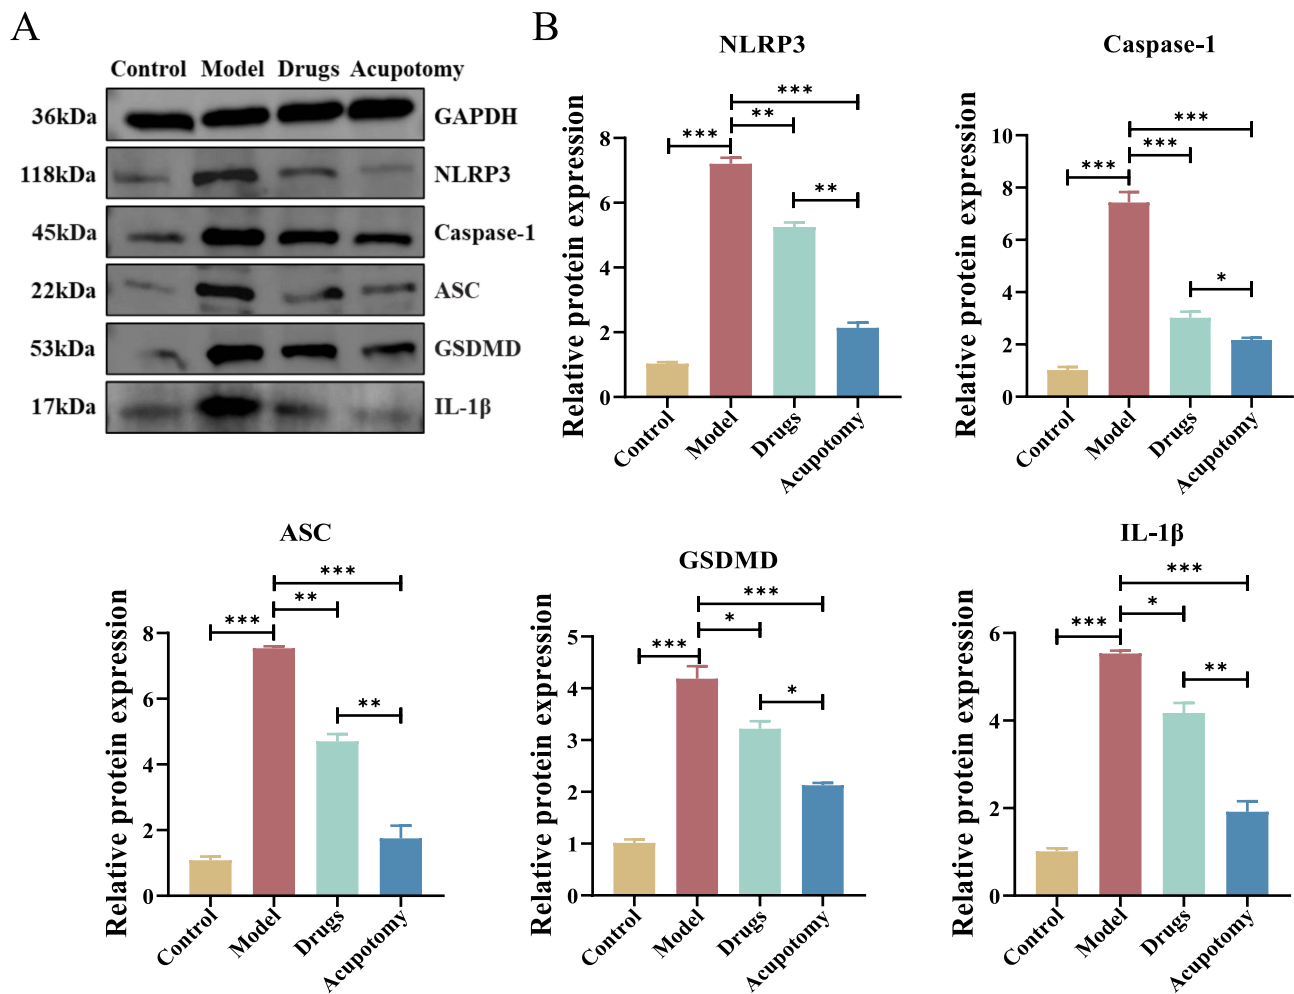 A
Control Model Drugs Acupotomy
36kDa GAPDH
118kDa NLRP3
45kDa Caspase-1
22kDa ASC
53kDa GSDMD
17kDa IL-1β
B
NLRP3
Relative protein expression
8
6
4
2
0
***
**
***
**
Control Model Drugs Acupotomy
Caspase-1
Relative protein expression
10
8
6
4
2
0
***
***
***
*
Control Model Drugs Acupotomy
ASC
Relative protein expression
8
6
4
2
0
***
**
***
**
Control Model Drugs Acupotomy
GSDMD
Relative protein expression
5
4
3
2
1
0
***
*
***
*
Control Model Drugs Acupotomy
IL-1β
Relative protein expression
6
4
2
0
***
*
***
**
Control Model Drugs Acupotomy